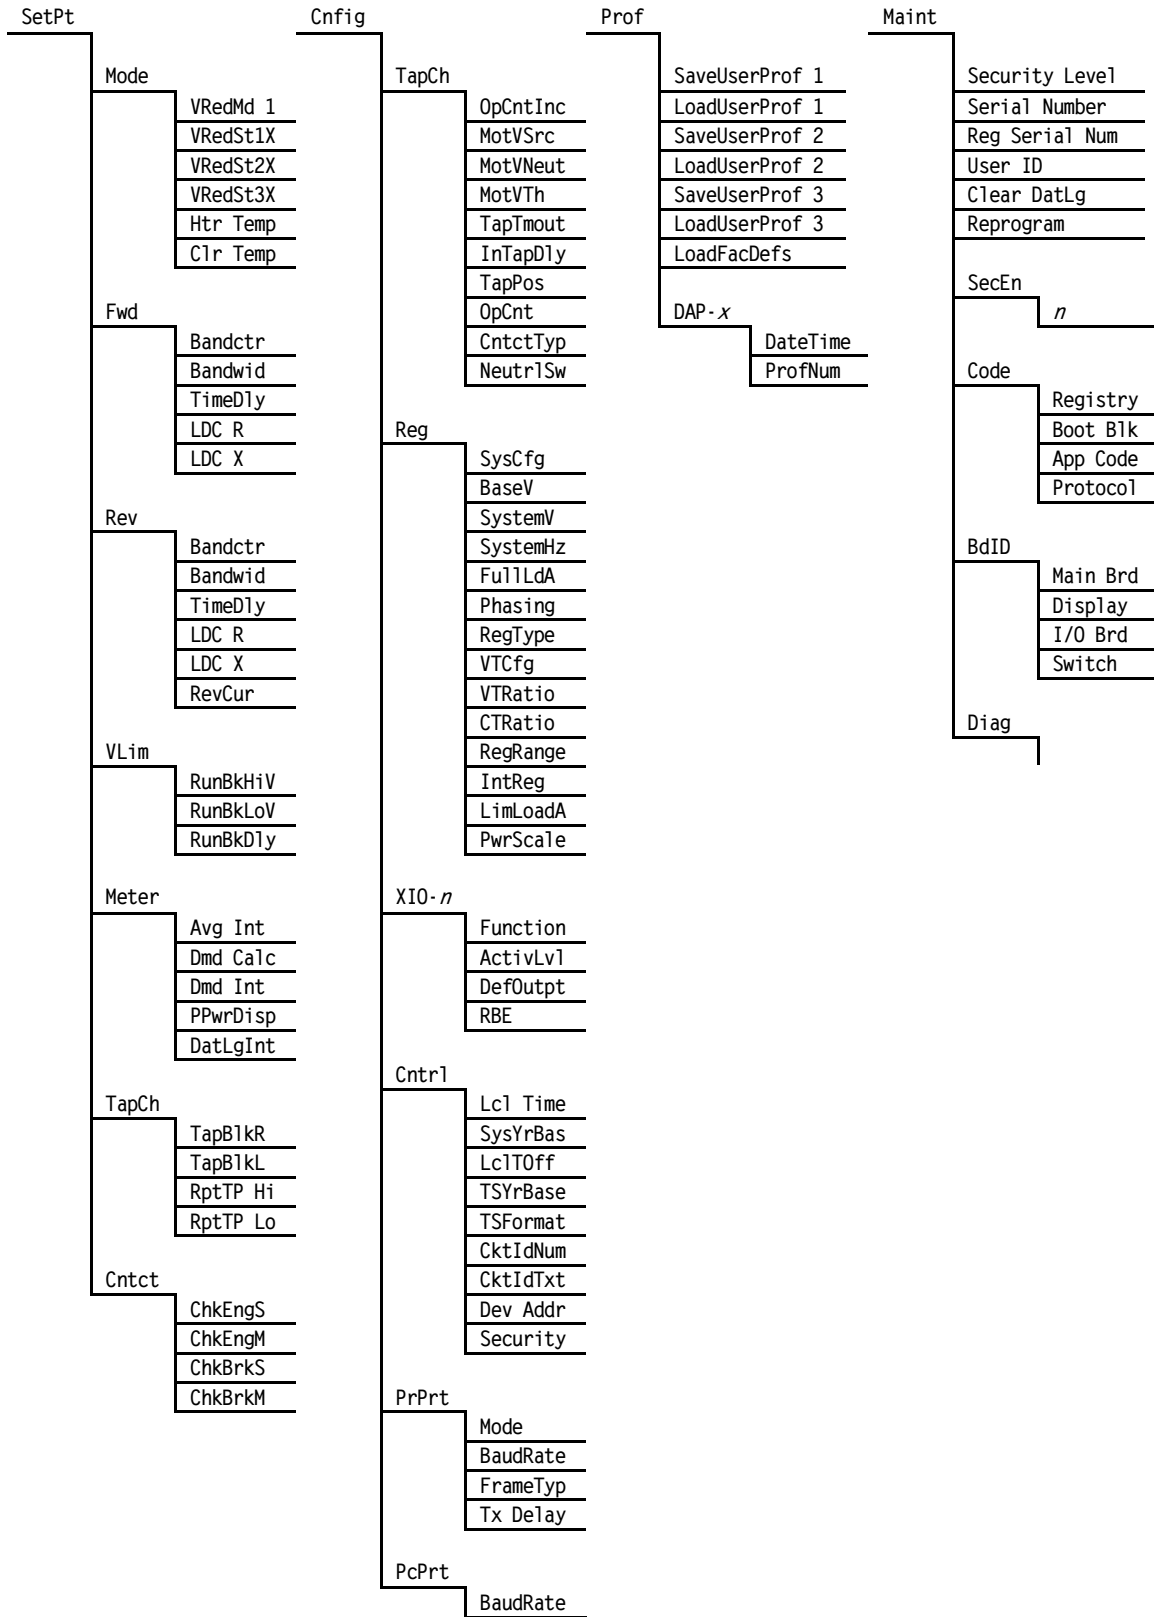 SetPt
Mode
VRedMd 1
VRedSt1X
VRedSt2X
VRedSt3X
Htr Temp
Clr Temp
Fwd
Bandctr
Bandwid
TimeDly
LDC R
LDC X
Rev
Bandctr
Bandwid
TimeDly
LDC R
LDC X
RevCur
VLim
RunBkHiV
RunBkLoV
RunBkDly
Meter
Avg Int
Dmd Calc
Dmd Int
PPwrDisp
DatLgInt
TapCh
TapBlkR
TapBlkL
RptTP Hi
RptTP Lo
Cntct
ChkEngS
ChkEngM
ChkBrkS
ChkBrkM
Cnfig
TapCh
OpCntInc
MotVSrc
MotVNeut
MotVTh
TapTmout
InTapDly
TapPos
OpCnt
CntctTyp
NeutrlSw
Reg
SysCfg
BaseV
SystemV
SystemHz
FullLdA
Phasing
RegType
VTCfg
VTRatio
CTRatio
RegRange
IntReg
LimLoadA
PwrScale
XIO-n
Function
ActivLvl
DefOutpt
RBE
Cntrl
Lcl Time
SysYrBas
LclTOff
TSYrBase
TSFormat
CktIdNum
CktIdTxt
Dev Addr
Security
PrPrt
Mode
BaudRate
FrameTyp
Tx Delay
PcPrt
BaudRate
Prof
SaveUserProf 1
LoadUserProf 1
SaveUserProf 2
LoadUserProf 2
SaveUserProf 3
LoadUserProf 3
LoadFacDefs
DAP-x
DateTime
ProfNum
Maint
Security Level
Serial Number
Reg Serial Num
User ID
Clear DatLg
Reprogram
SecEn
n
Code
Registry
Boot Blk
App Code
Protocol
BdID
Main Brd
Display
I/O Brd
Switch
Diag